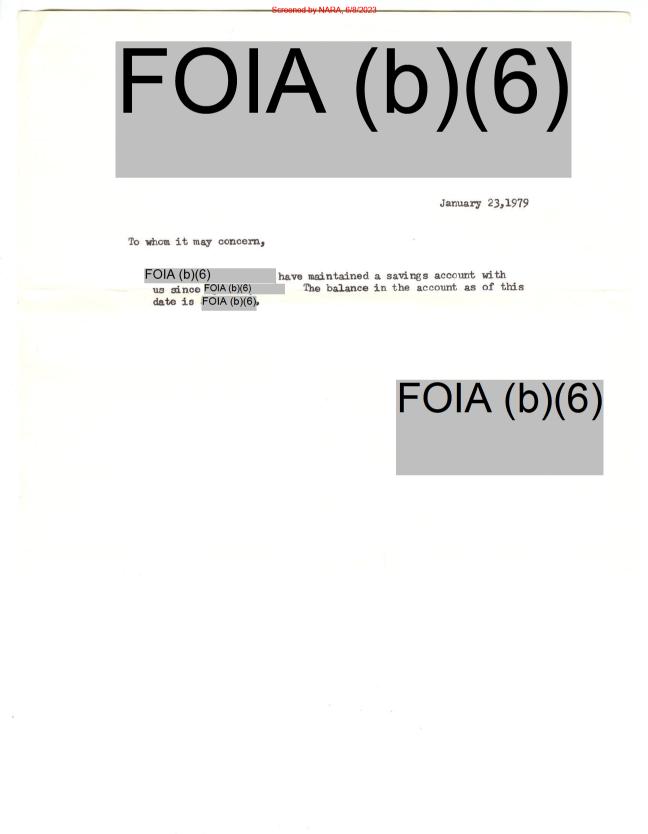 Screened by NARA, 6/8/2023
FOIA (b)(6)
January 23,1979
To whom it may concern,
FOIA (b)(6) have maintained a savings account with
us since FOIA (b)(6) The balance in the account as of this
date is FOIA (b)(6).
FOIA (b)(6)